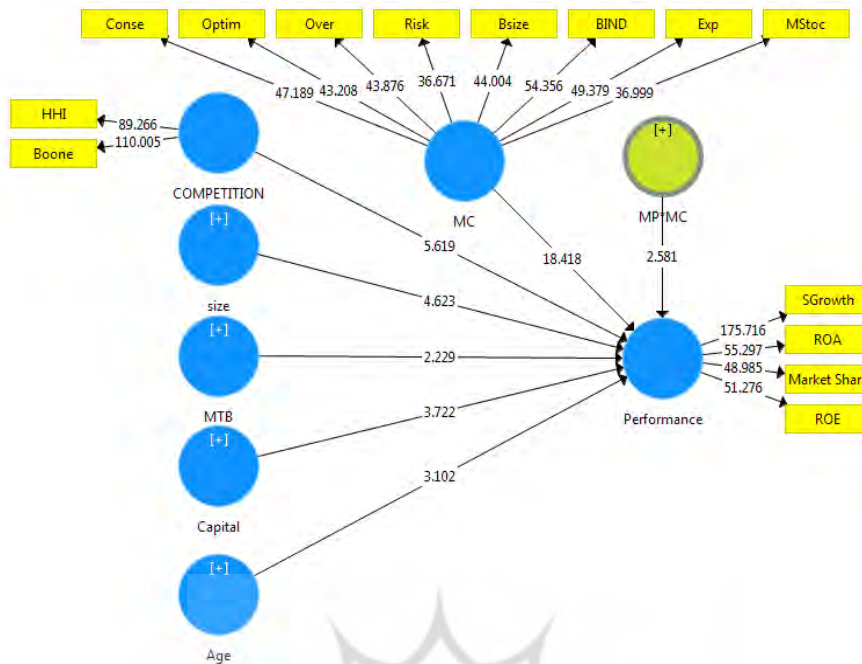 Conse Optim Over Risk Bsize BIND Exp MStoc
47.189 43.208 43.876 36.671 44.004 54.356 49.379 36.999
HHI
89.266
110.005
Boone
COMPETITION
MC
[+]
MP*MC
[+]
size
5.619
18.418
2.581
4.623
[+]
MTB
2.229
Performance
175.716
55.297
48.985
51.276
SGrowth
ROA
Market Shar
ROE
[+]
Capital
3.722
[+]
Age
3.102